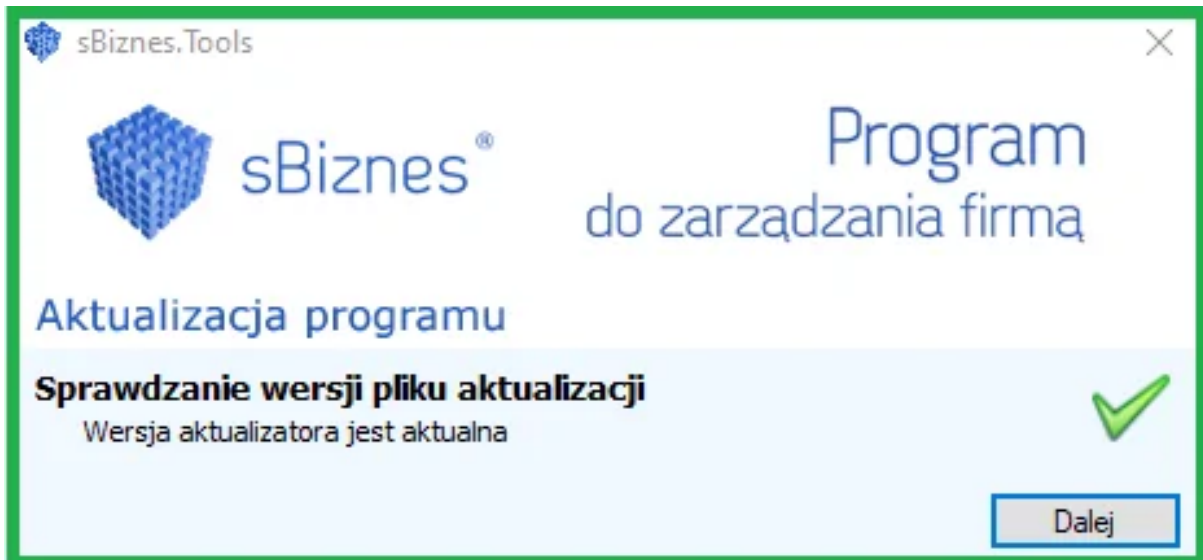 sBiznes.Tools
sBiznes®
Program
do zarządzania firmą
Aktualizacja programu
Sprawdzanie wersji pliku aktualizacji
Wersja aktualizatora jest aktualna
Dalej